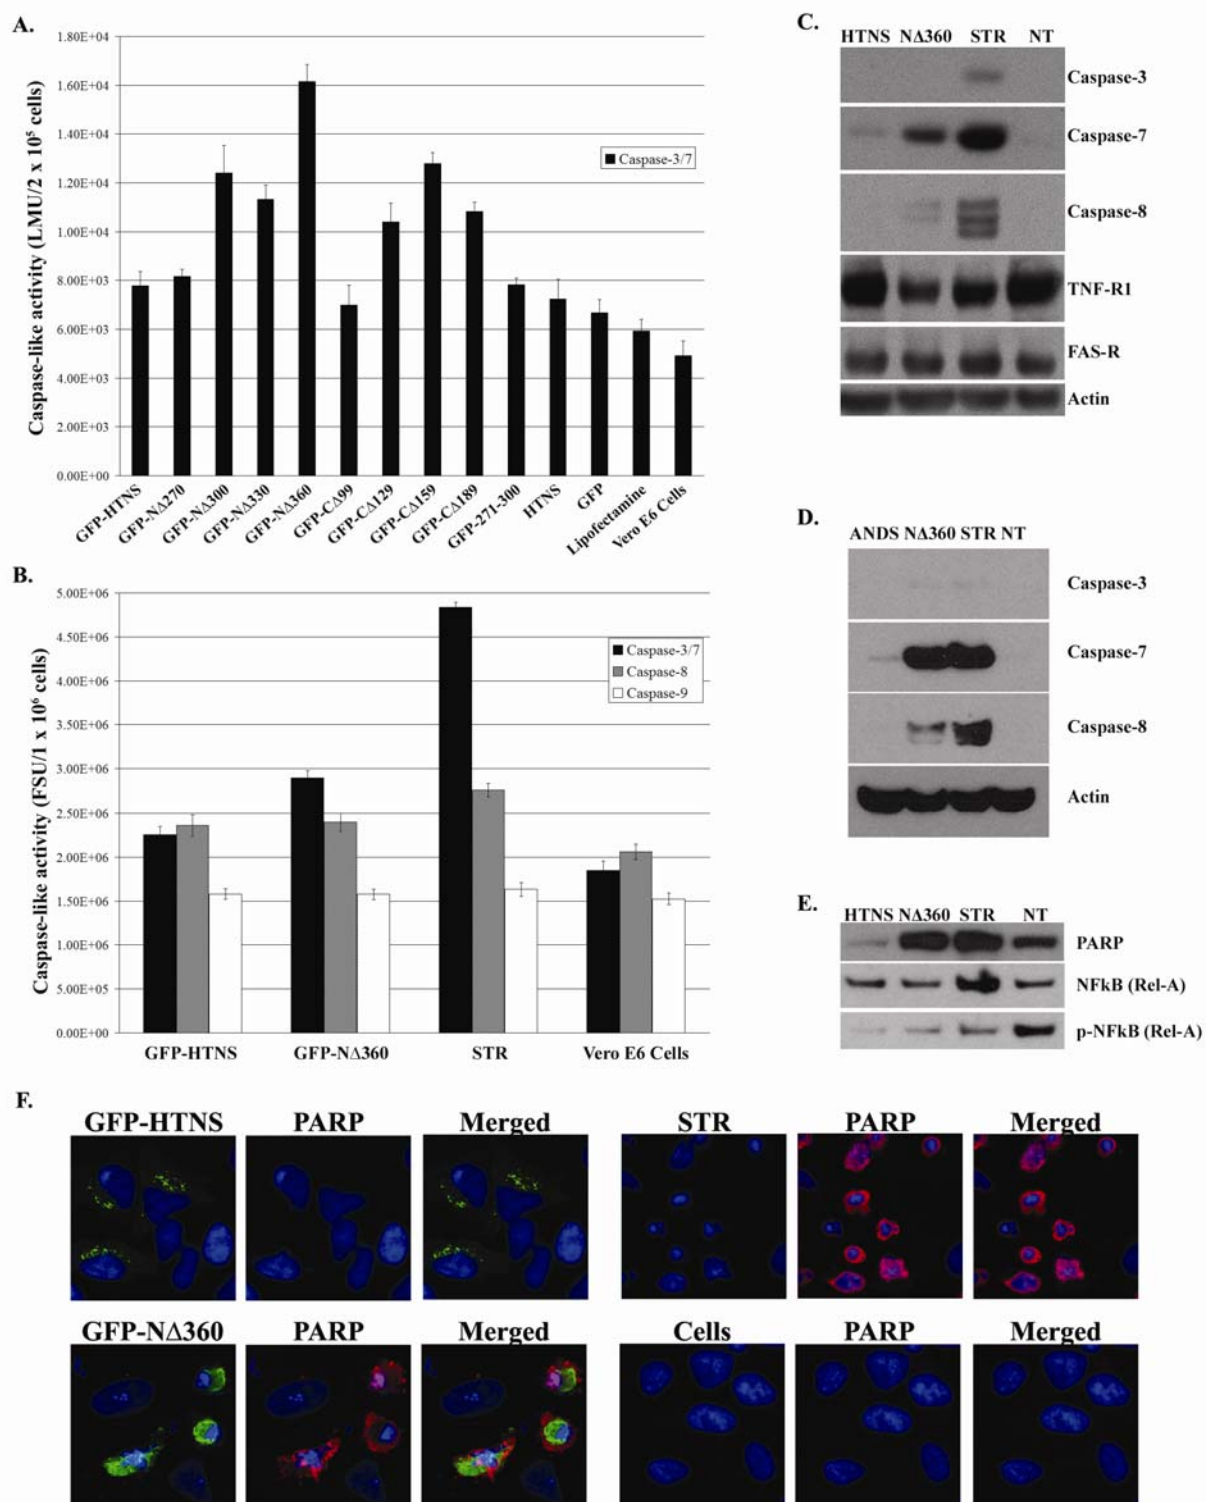 A.
Caspase-like activity (LMU/2 x 10⁵ cells)
1.80E+04
1.60E+04
1.40E+04
1.20E+04
1.00E+04
8.00E+03
6.00E+03
4.00E+03
2.00E+03
0.00E+00
Caspase-3/7
GFP-HTNS
GFP-NΔ270
GFP-NΔ300
GFP-NΔ330
GFP-NΔ360
GFP-CΔ99
GFP-CΔ129
GFP-CΔ159
GFP-CΔ189
GFP-271-300
HTNS
GFP
Lipofectamine
Vero E6 Cells
B.
Caspase-like activity (FSU/1 x 10⁶ cells)
5.00E+06
4.50E+06
4.00E+06
3.50E+06
3.00E+06
2.50E+06
2.00E+06
1.50E+06
1.00E+06
5.00E+05
0.00E+00
Caspase-3/7
Caspase-8
Caspase-9
GFP-HTNS GFP-NΔ360 STR Vero E6 Cells
C.
HTNS NΔ360 STR NT
Caspase-3
Caspase-7
Caspase-8
TNF-R1
FAS-R
Actin
D.
ANDS NΔ360 STR NT
Caspase-3
Caspase-7
Caspase-8
Actin
E.
HTNS NΔ360 STR NT
PARP
NFkB (Rel-A)
p-NFkB (Rel-A)
F.
GFP-HTNS PARP Merged STR PARP Merged
GFP-NΔ360 PARP Merged Cells PARP Merged